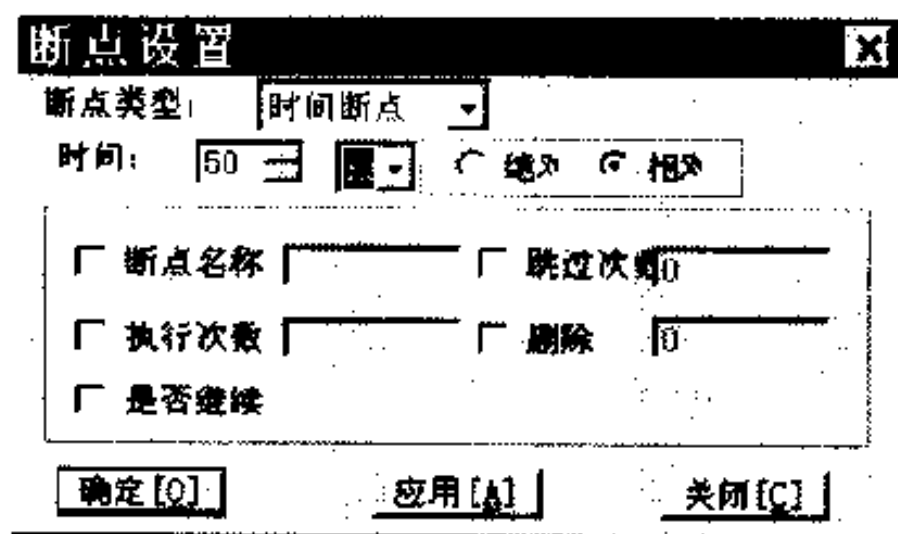 断点设置
断点类型: 时间断点
时间: 50 绝对 相对
断点名称 跳过次数 0
执行次数 删除 0
是否继续
确定[O] 应用[A] 关闭[C]